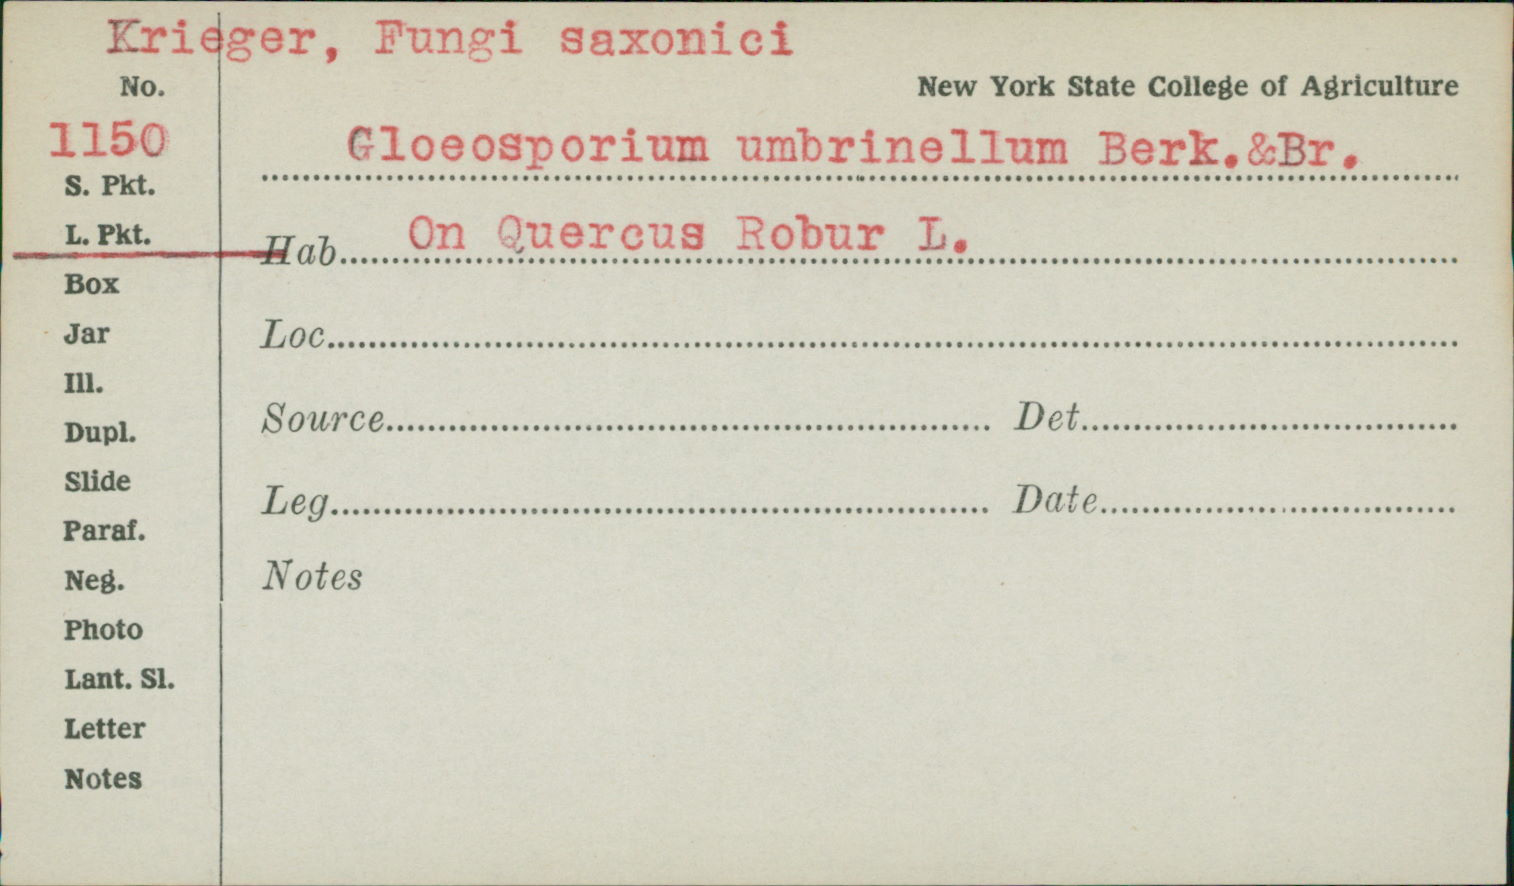 Krieger, Fungi saxonici
No.
New York State College of Agriculture
1150
Gloeosporium umbrinellum Berk.&Br.
S. Pkt.
L. Pkt.
Hab. On Quercus Robur L.
Box
Jar
Loc.
Ill.
Dupl.
Source Det.
Slide
Leg. Date
Paraf.
Neg.
Notes
Photo
Lant. Sl.
Letter
Notes